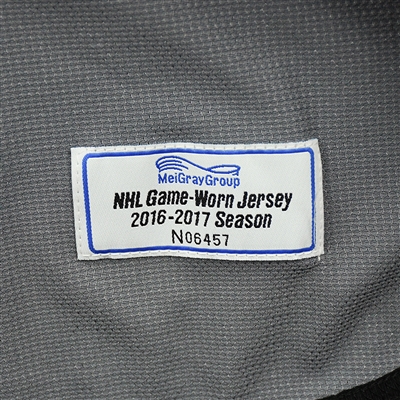 MeiGrayGroup
NHL Game-Worn Jersey
2016-2017 Season
N06457